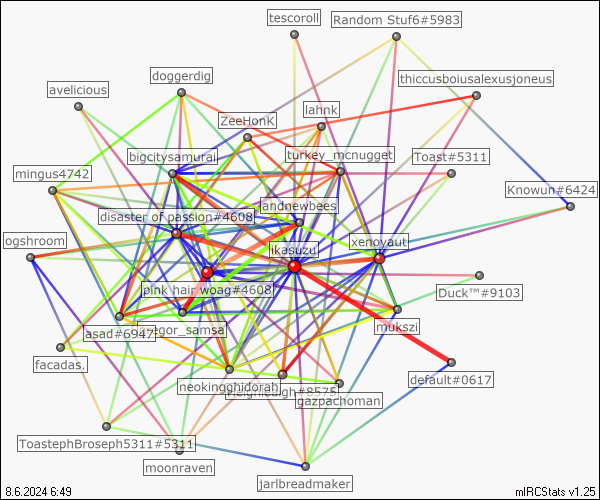 tescoroll
Random Stuf6#5983
doggerdig
thiccusboiusalexusjoneus
avelicious
lahnk
ZeeHonK
bigcitysamurai
turkey_mcnugget
Toast#5311
mingus4742
Knowun#6424
landnewbees
disaster of passion#4608
ogshroom
xenoyaut
ikasuzu
pink hair woag#4608
Duck™#9103
asad#6947
gregor_samsa
mukszi
facadas.
default#0617
neokingghidorah
#8575
gazpachoman
ToastephBroseph5311#5311
moonraven
jarlbreadmaker
8.6.2024 6:49
mIRCStats v1.25